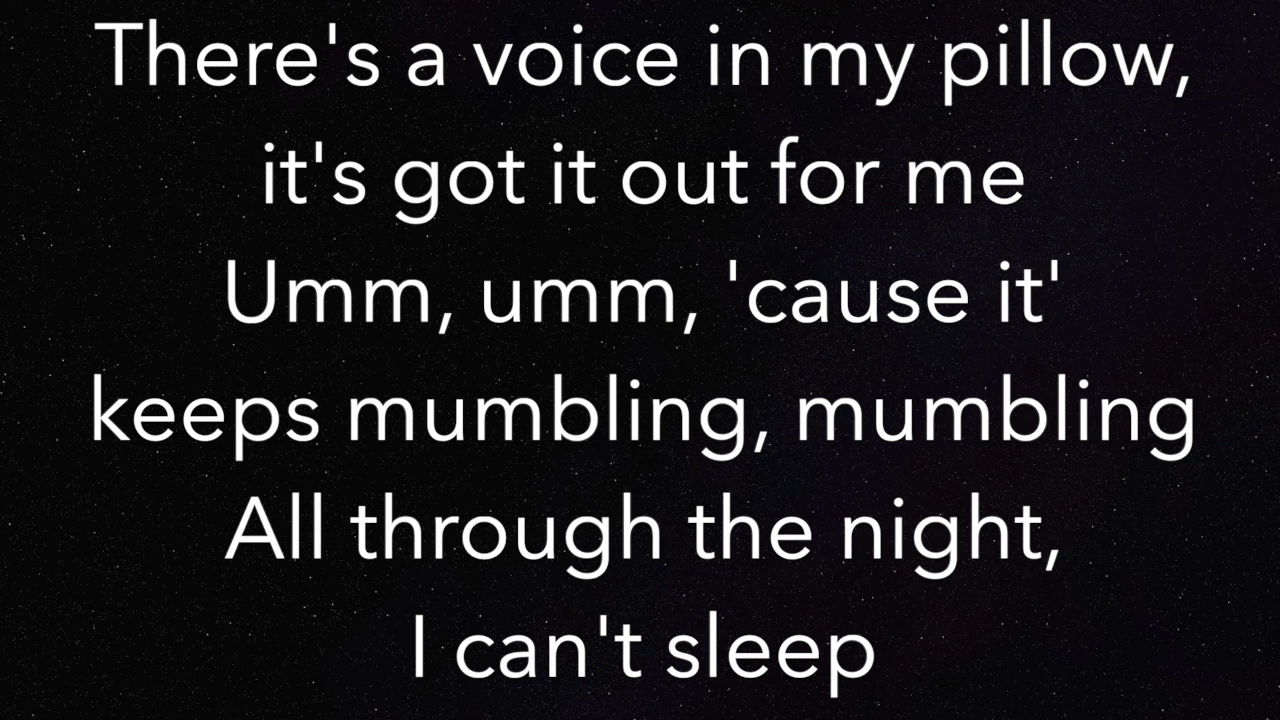 There's a voice in my pillow,
it's got it out for me
Umm, umm, 'cause it'
keeps mumbling, mumbling
All through the night,
I can't sleep